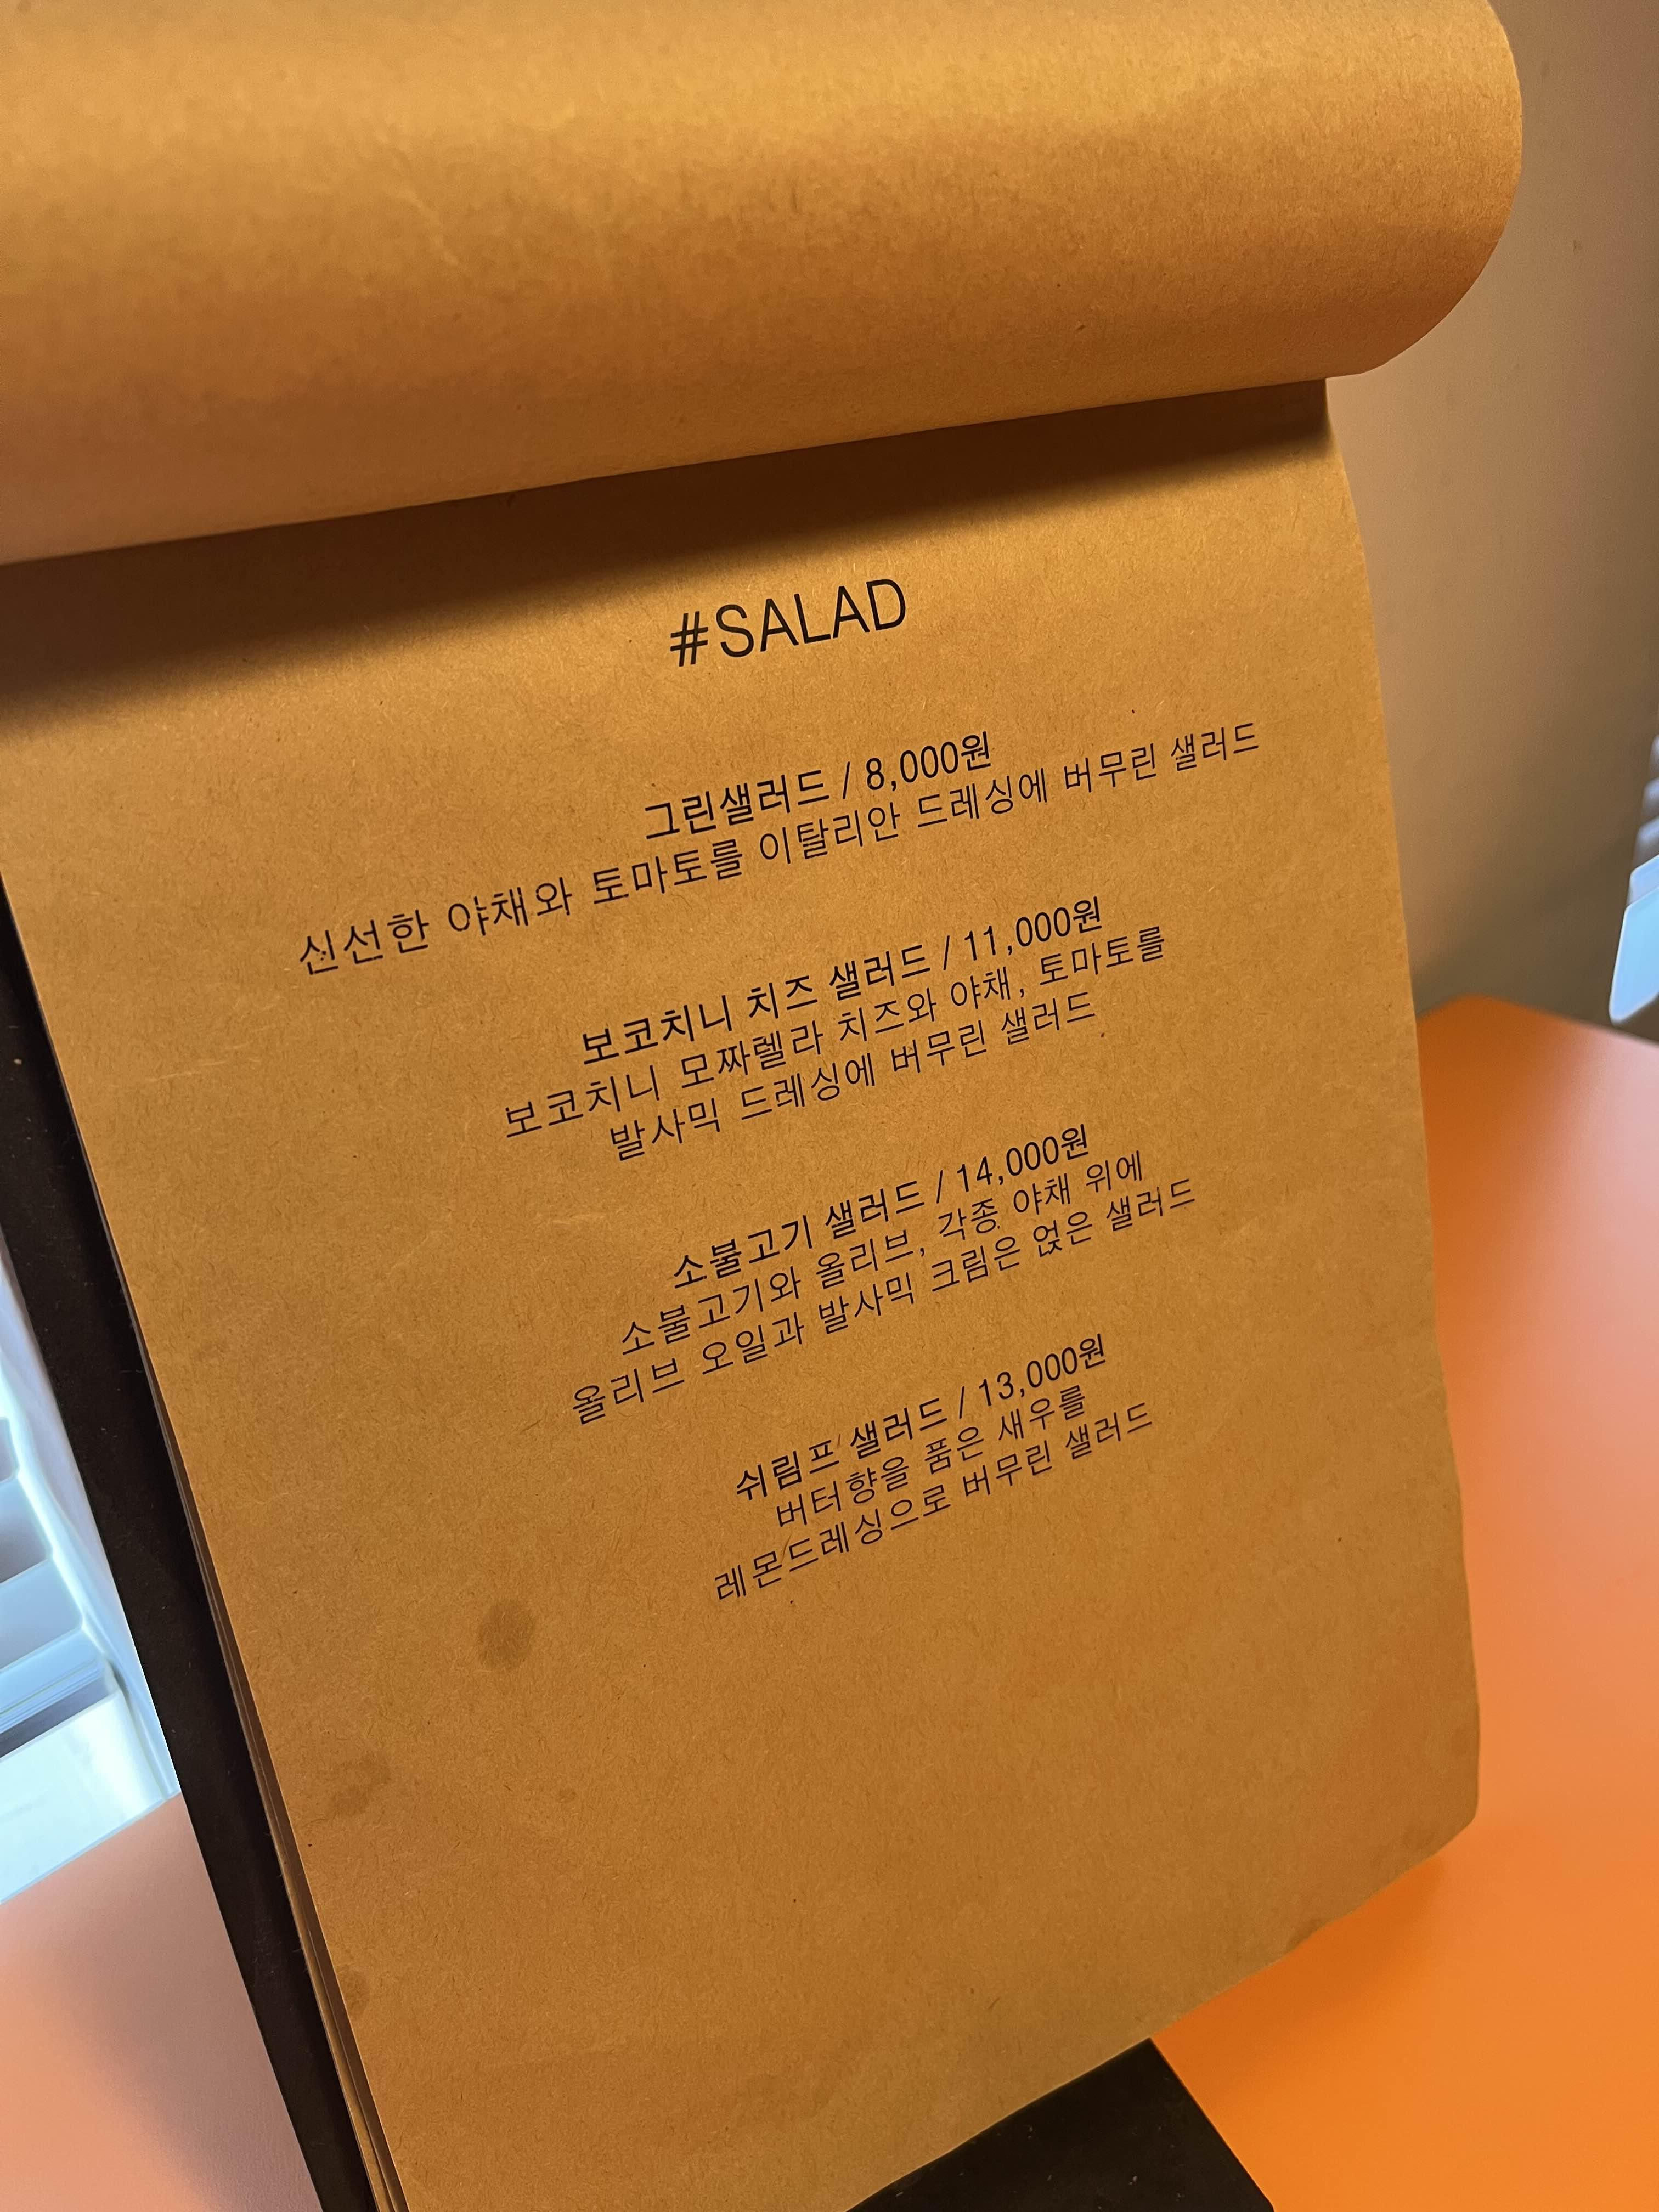 #SALAD
그린샐러드 / 8,000원
신선한 야채와 토마토를 이탈리안 드레싱에 버무린 샐러드
보코치니 치즈 샐러드 / 11,000원
보코치니 모짜렐라 치즈와 야채, 토마토를
발사믹 드레싱에 버무린 샐러드
소불고기 샐러드 / 14,000원
소불고기와 올리브, 각종 야채 위에
올리브 오일과 발사믹 크림은 얹은 샐러드
쉬림프 샐러드 / 13,000원
버터향을 품은 새우를
레몬드레싱으로 버무린 샐러드